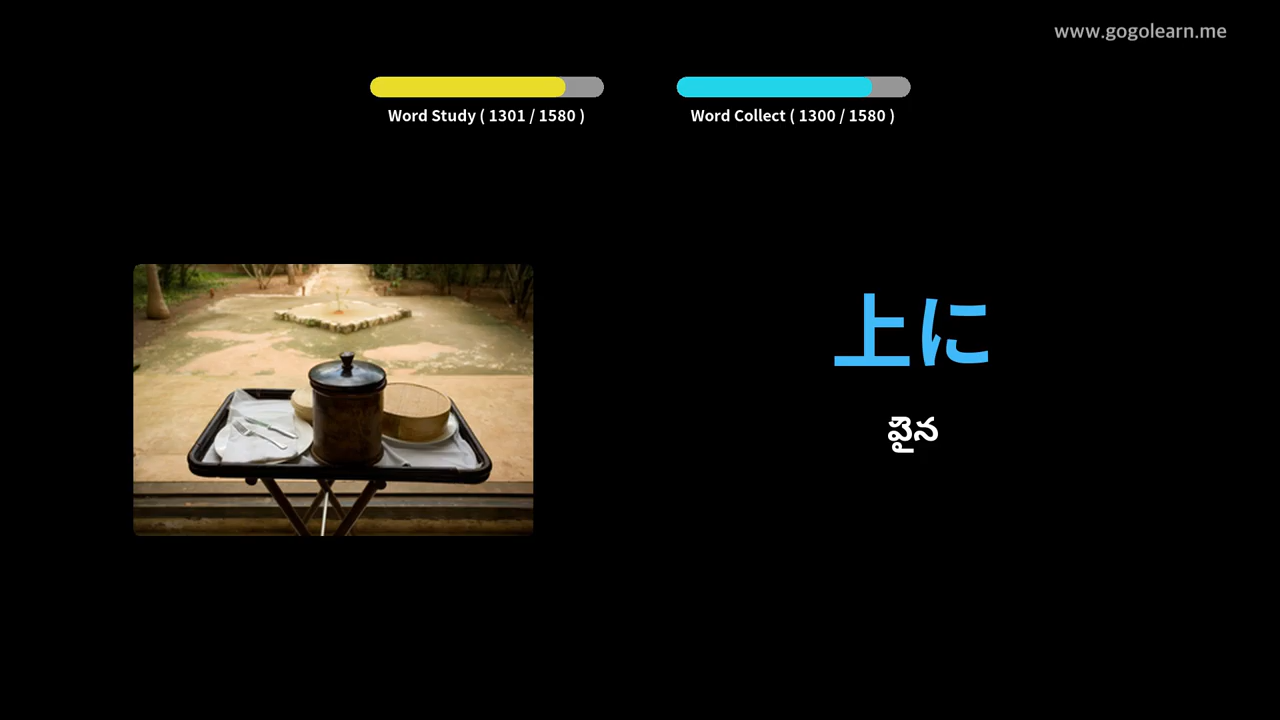 www.gogolearn.me
Word Study ( 1301 / 1580 )
Word Collect ( 1300 / 1580 )
上に
పైన